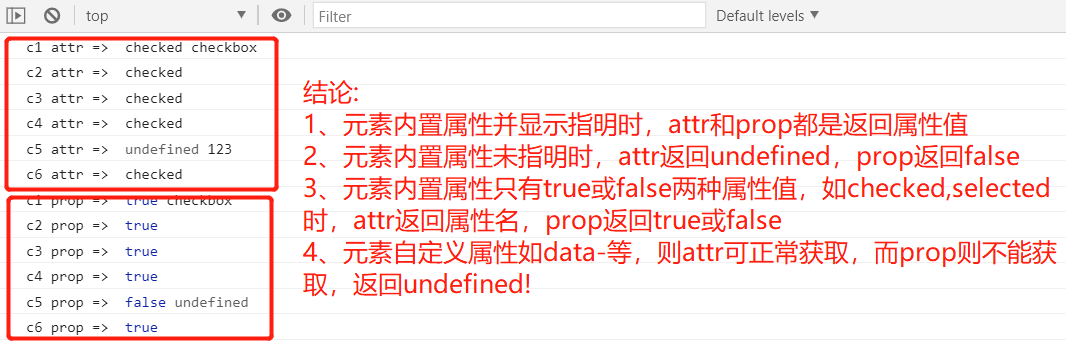 top
Filter
Default levels
c1 attr => checked checkbox
c2 attr => checked
c3 attr => checked
c4 attr => checked
c5 attr => undefined 123
c6 attr => checked
c1 prop => true checkbox
c2 prop => true
c3 prop => true
c4 prop => true
c5 prop => false undefined
c6 prop => true
结论:
1、元素内置属性并显示指明时，attr和prop都是返回属性值
2、元素内置属性未指明时，attr返回undefined，prop返回false
3、元素内置属性只有true或false两种属性值，如checked,selected
时，attr返回属性名，prop返回true或false
4、元素自定义属性如data-等，则attr可正常获取，而prop则不能获
取，返回undefined!